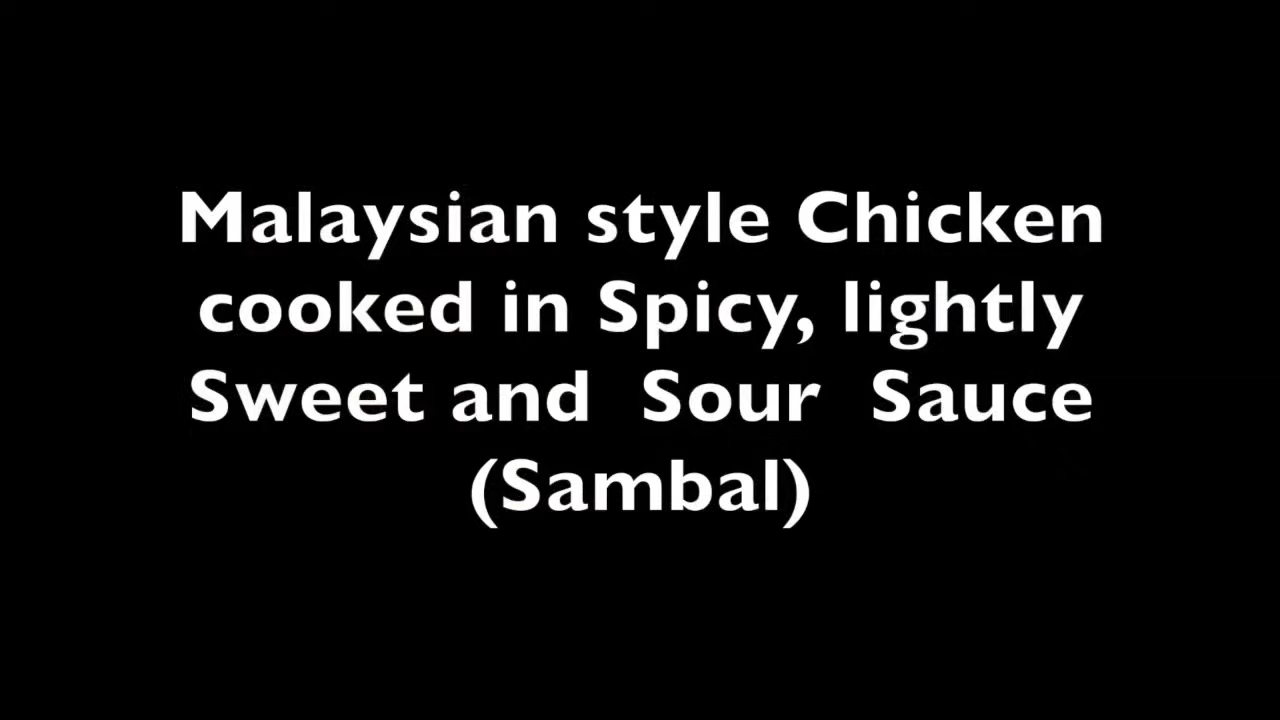 Malaysian style Chicken
cooked in Spicy, lightly
Sweet and  Sour  Sauce
(Sambal)